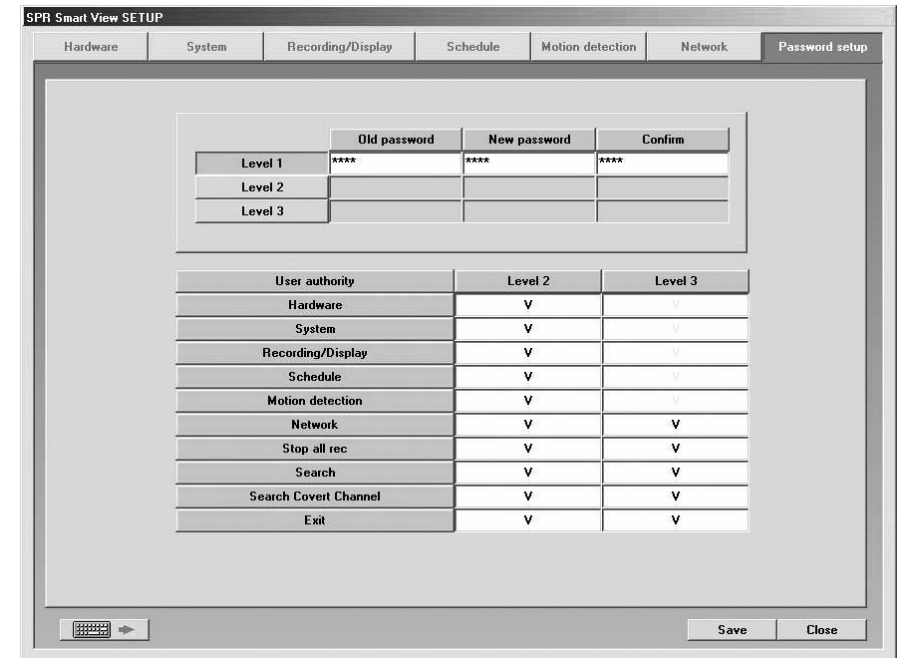 SPR Smart View SETUP
Hardware System Recording/Display Schedule Motion detection Network Password setup
Old password New password Confirm
Level 1 **** **** ****
Level 2
Level 3
User authority Level 2 Level 3
Hardware V V
System V V
Recording/Display V V
Schedule V V
Motion detection V V
Network V V
Stop all rec V V
Search V V
Search Covert Channel V V
Exit V V
Save Close